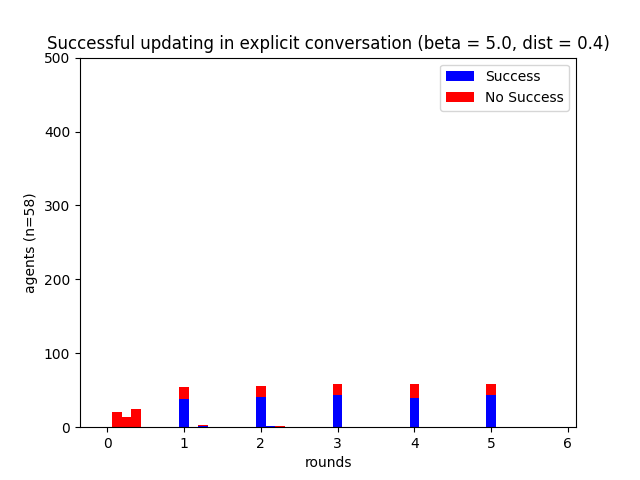 Successful updating in explicit conversation (beta = 5.0, dist = 0.4)
500
400
300
200
100
0
agents (n=58)
Success
No Success
0 1 2 3 4 5 6
rounds